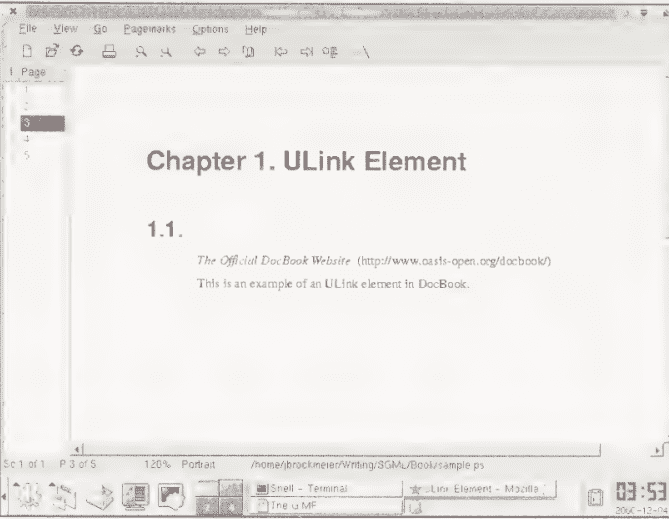 File View Go Pagemarks Options Help
Page
1
2
3
4
5
Chapter 1. ULink Element
1.1.
The Official DocBook Website (http://www.oasis-open.org/docbook/)
This is an example of an ULink element in DocBook.
1 of 1 P 3 of 5 120% Portrait /home/jbrockmeier/Writing/SGML/Book/sample.ps
Shell - Terminal
ULink Element - Mozilla
03:53